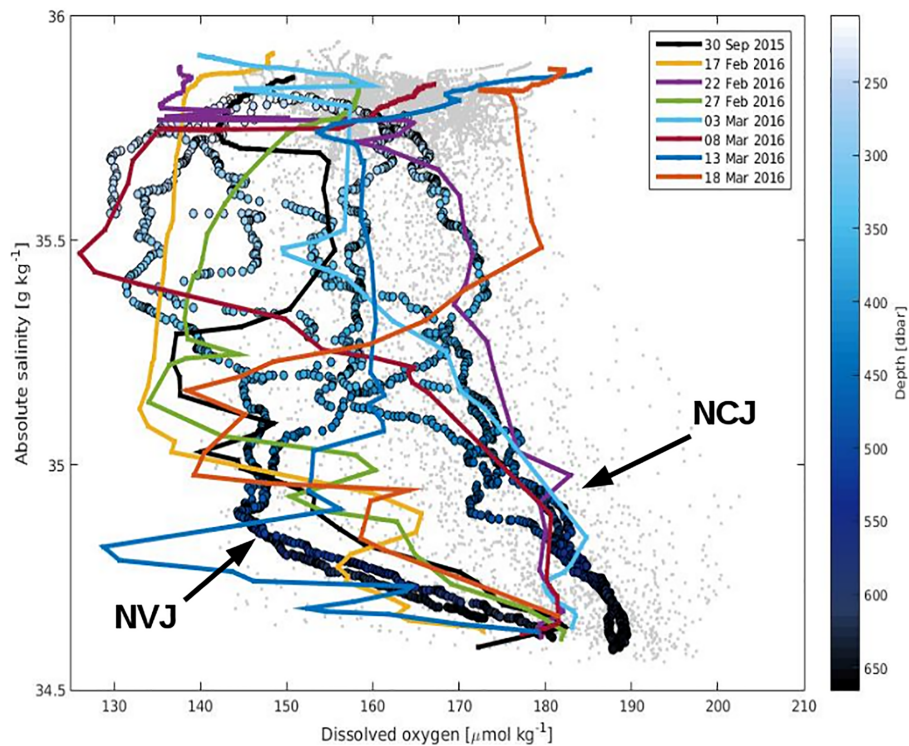 36
35.5
35
34.5
Absolute salinity [g kg⁻¹]
130 140 150 160 170 180 190 200 210
Dissolved oxygen [μmol kg⁻¹]
30 Sep 2015
17 Feb 2016
22 Feb 2016
27 Feb 2016
03 Mar 2016
08 Mar 2016
13 Mar 2016
18 Mar 2016
NCJ
NVJ
250
300
350
400
450
500
550
600
650
Depth [dbar]